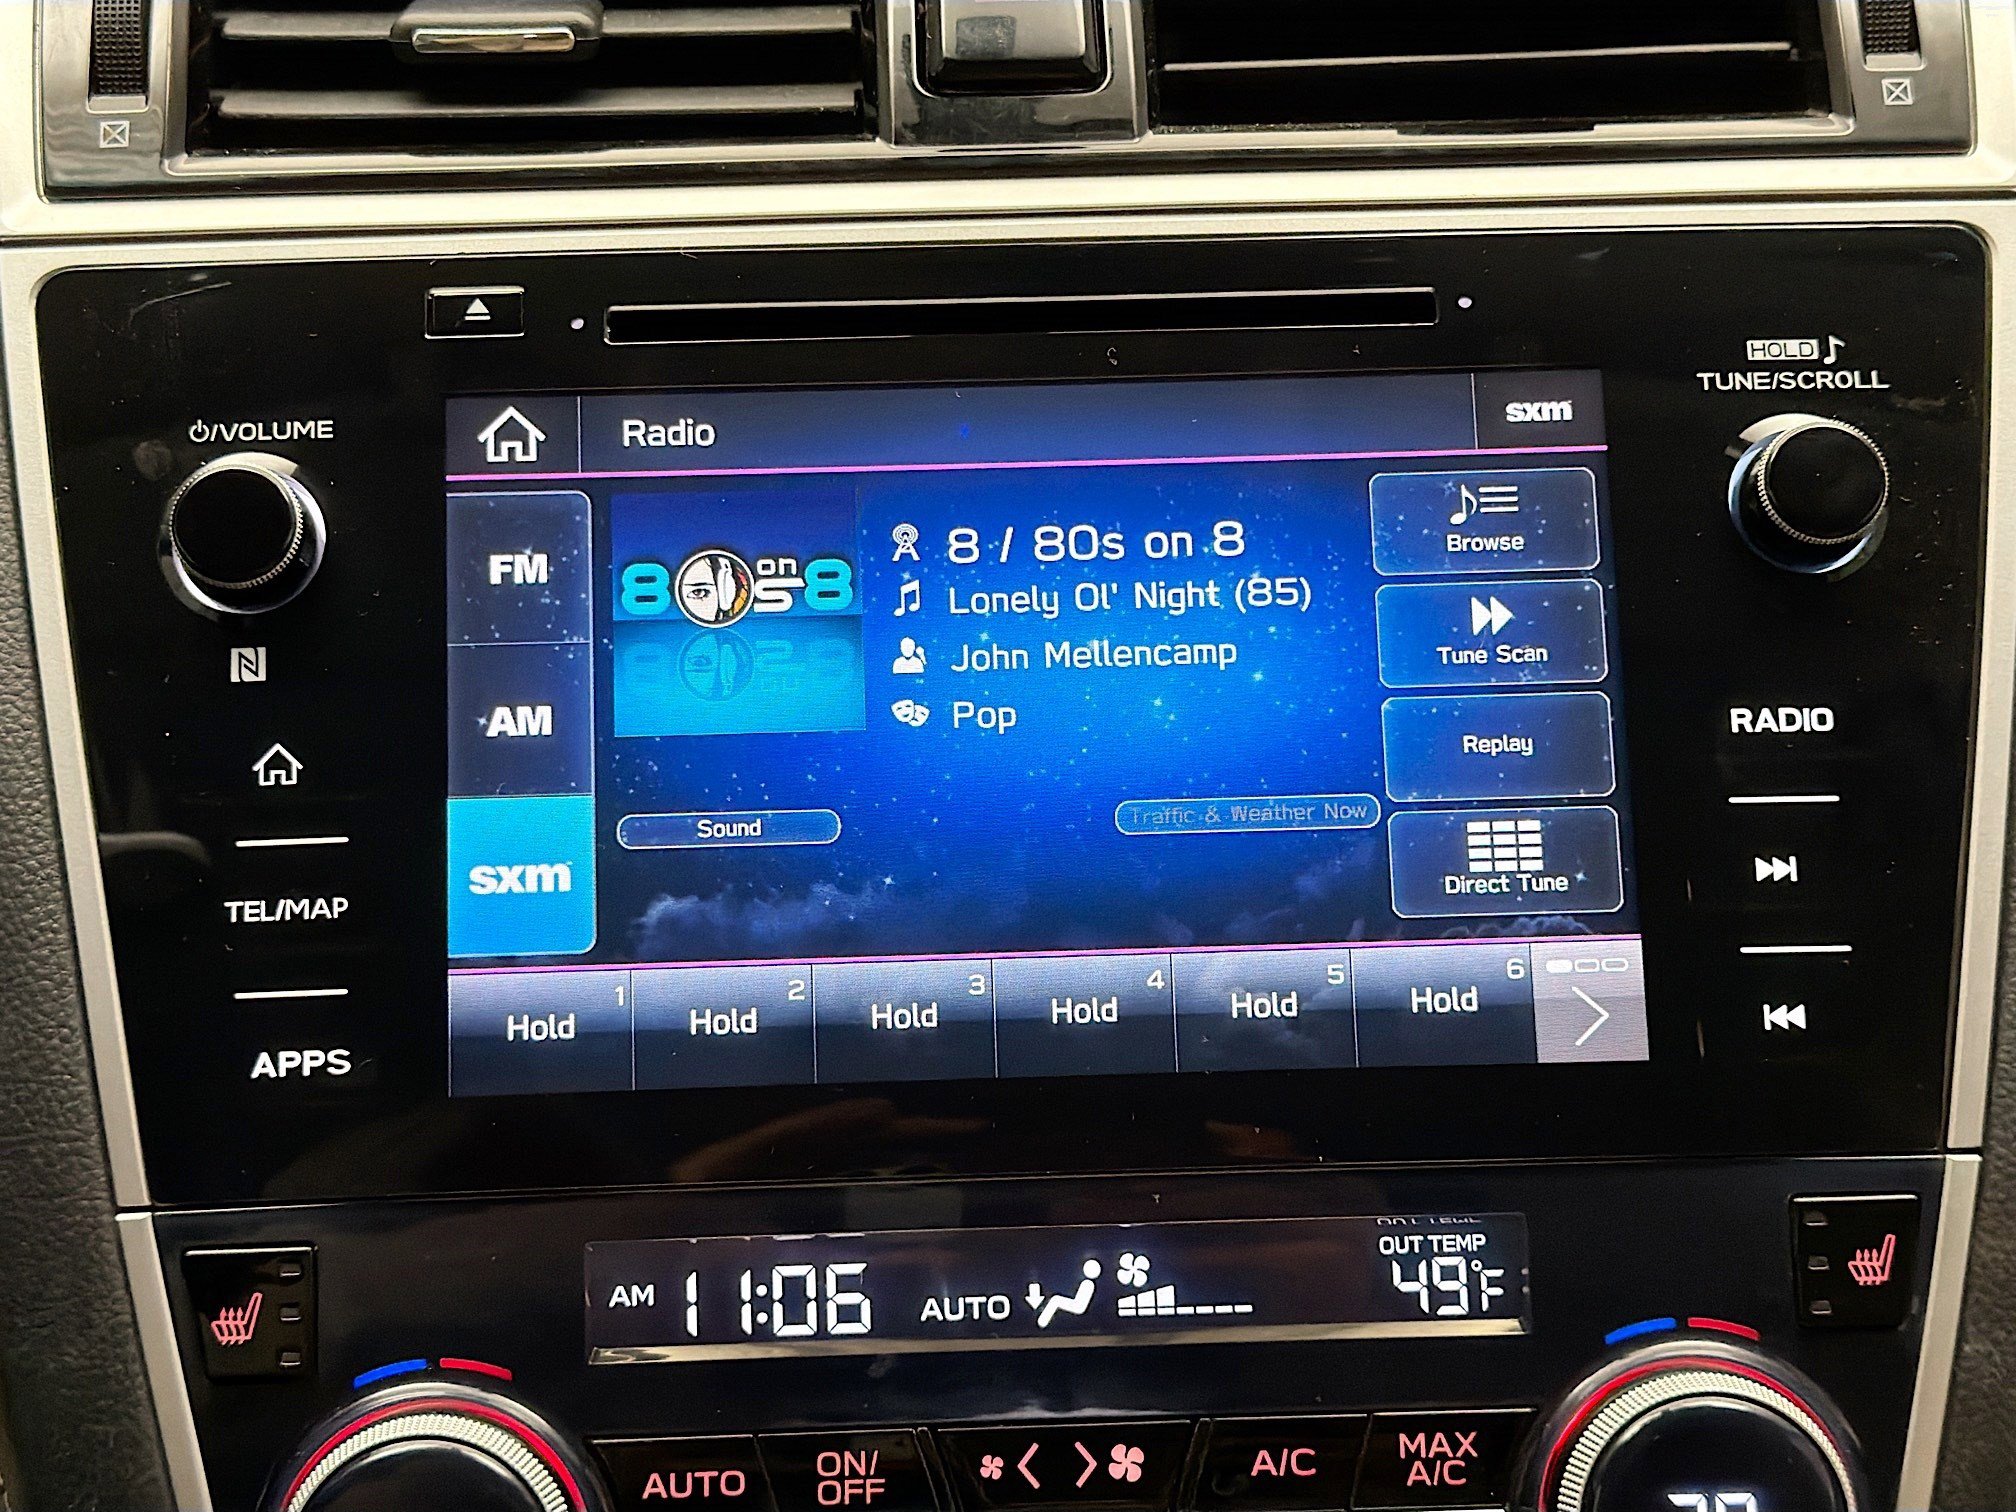 HOLD
⏻/VOLUME
TUNE/SCROLL
Radio
sxm
FM
80s on 8
8 / 80s on 8
Browse
Lonely Ol' Night (85)
Tune Scan
John Mellencamp
AM
Pop
Replay
RADIO
Sound
Traffic & Weather Now
sxm
Direct Tune
TEL/MAP
1
2
3
4
5
6
Hold
Hold
Hold
Hold
Hold
Hold
APPS
OUT TEMP
AM 11:06
AUTO
49°F
AUTO
ON/
OFF
A/C
MAX
A/C